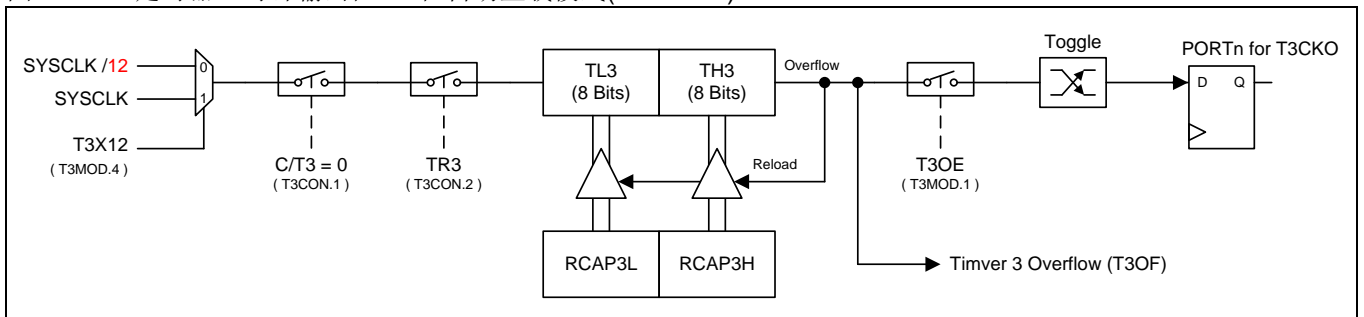 SYSCLK /12
SYSCLK
T3X12
( T3MOD.4 )
0
1
C/T3 = 0
( T3CON.1 )
TR3
( T3CON.2 )
TL3
(8 Bits)
TH3
(8 Bits)
Overflow
Reload
RCAP3L
RCAP3H
T3OE
( T3MOD.1 )
Toggle
PORTn for T3CKO
D Q
Timver 3 Overflow (T3OF)